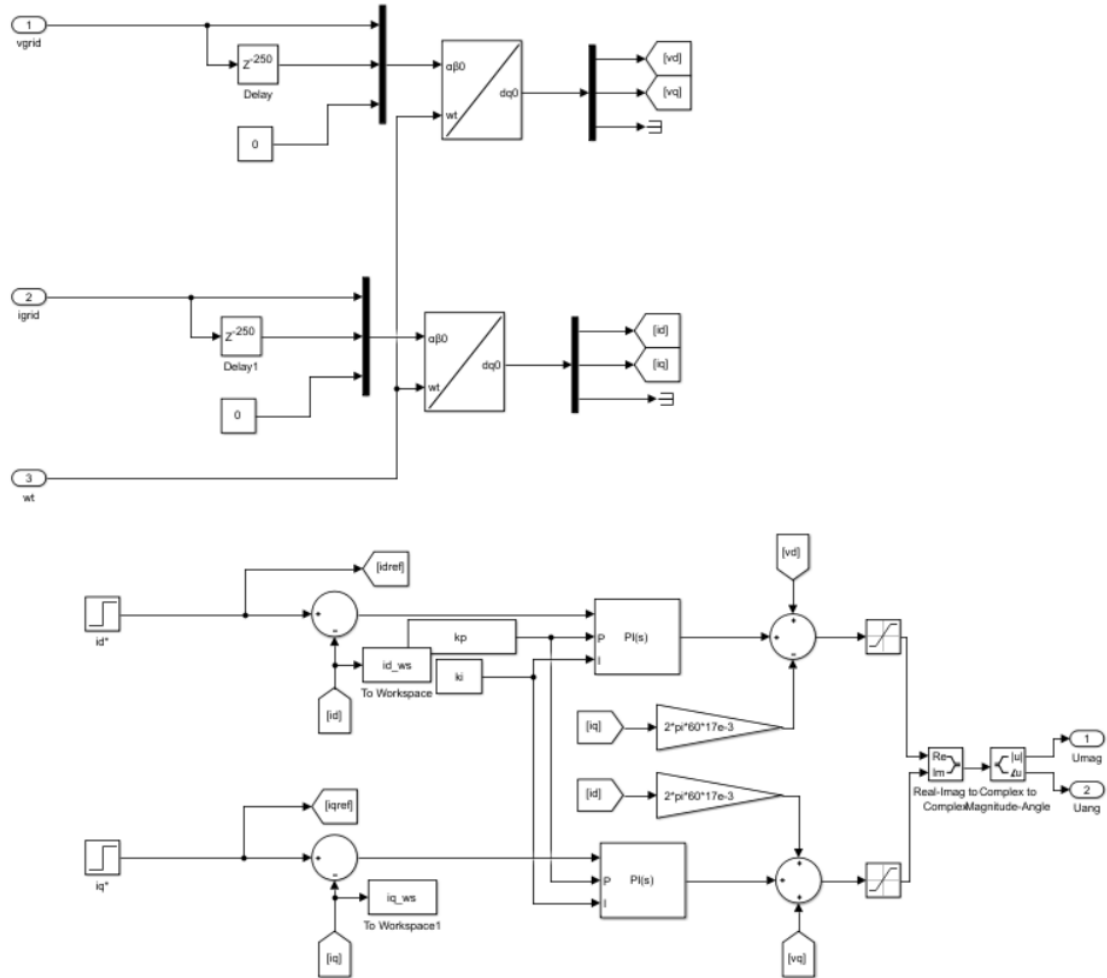 1
vgrid
Z-250
Delay
0
αβ0
wt
dq0
[vd]
[vq]
2
igrid
Z-250
Delay1
0
αβ0
wt
dq0
[id]
[iq]
3
wt
[idref]
id*
+
−
kp
id_ws
To Workspace
ki
[id]
P
I
PI(s)
[vd]
+
+
−
[iq]
2*pi*60*17e-3
[id]
2*pi*60*17e-3
Re
Im
Real-Imag to
Complex
|u|
∠u
Complex to
Magnitude-Angle
1
Umag
2
Uang
[iqref]
iq*
+
−
iq_ws
To Workspace1
[iq]
P
I
PI(s)
+
+
+
[vq]